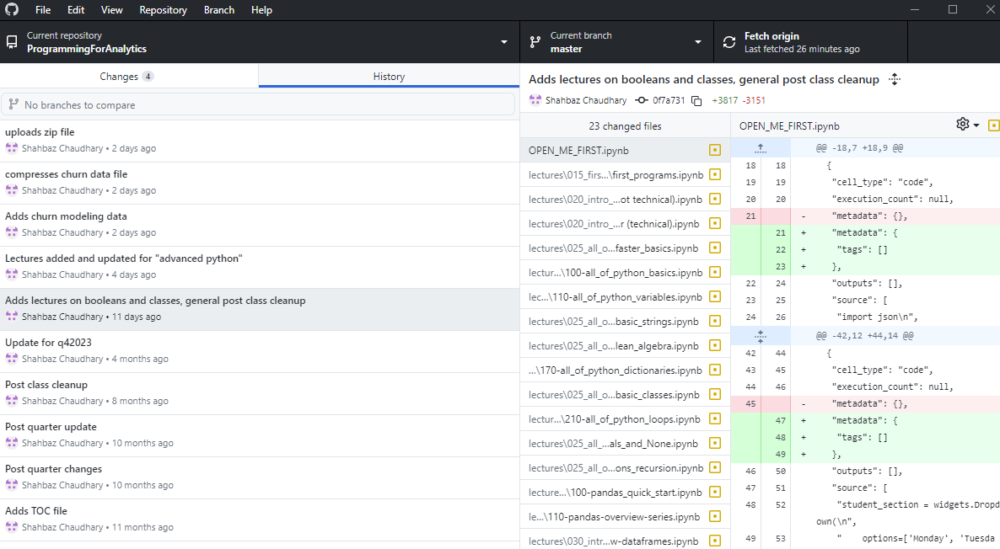 File Edit View Repository Branch Help
Current repository
ProgrammingForAnalytics
Current branch
master
Fetch origin
Last fetched 26 minutes ago
Changes 4
History
No branches to compare
uploads zip file
Shahbaz Chaudhary • 2 days ago
compresses churn data file
Shahbaz Chaudhary • 2 days ago
Adds churn modeling data
Shahbaz Chaudhary • 2 days ago
Lectures added and updated for "advanced python"
Shahbaz Chaudhary • 4 days ago
Adds lectures on booleans and classes, general post class cleanup
Shahbaz Chaudhary • 11 days ago
Update for q42023
Shahbaz Chaudhary • 4 months ago
Post class cleanup
Shahbaz Chaudhary • 8 months ago
Post quarter update
Shahbaz Chaudhary • 10 months ago
Post quarter changes
Shahbaz Chaudhary • 10 months ago
Adds TOC file
Shahbaz Chaudhary • 11 months ago
Adds lectures on booleans and classes, general post class cleanup
Shahbaz Chaudhary 0f7a731 +3817 -3151
23 changed files
OPEN_ME_FIRST.ipynb
lectures\015_firs...\first_programs.ipynb
lectures\020_intro_...ot technical).ipynb
lectures\020_intro_...r (technical).ipynb
lectures\025_all_o...faster_basics.ipynb
lectur...\100-all_of_python_basics.ipynb
lec...\110-all_of_python_variables.ipynb
lectures\025_all_o...basic_strings.ipynb
lectures\025_all_o...lean_algebra.ipynb
...\170-all_of_python_dictionaries.ipynb
lectures\025_all_o...basic_classes.ipynb
lectur...\210-all_of_python_loops.ipynb
lectures\025_all_...als_and_None.ipynb
lectures\025_all_o...ons_recursion.ipynb
lecture...\100-pandas_quick_start.ipynb
le...\110-pandas-overview-series.ipynb
lectures\030_intr...w-dataframes.ipynb
OPEN_ME_FIRST.ipynb
@@ -18,7 +18,9 @@
18 18 {
19 19 "cell_type": "code",
20 20 "execution_count": null,
21 - "metadata": {},
21 + "metadata": {
22 + "tags": []
23 + },
22 24 "outputs": [],
23 25 "source": [
24 26 "import json\n",
@@ -42,12 +44,14 @@
42 44 {
43 45 "cell_type": "code",
44 46 "execution_count": null,
45 - "metadata": {},
47 + "metadata": {
48 + "tags": []
49 + },
46 50 "outputs": [],
47 51 "source": [
48 52 "student_section = widgets.Dropd
own(\n",
49 53 " options=['Monday', 'Tuesda